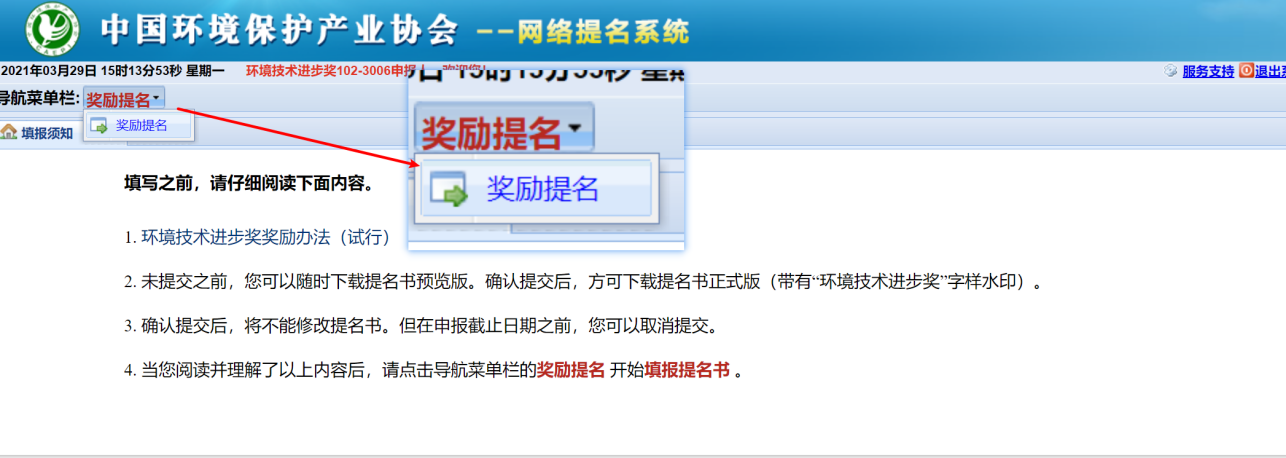 中国环境保护产业协会 --网络提名系统
2021年03月29日 15时13分53秒 星期一 环境技术进步奖102-3006申报人
服务支持 退出
导航菜单栏: 奖励提名
奖励提名
填报须知
奖励提名
奖励提名
填写之前，请仔细阅读下面内容。
1. 环境技术进步奖奖励办法（试行）
2. 未提交之前，您可以随时下载提名书预览版。确认提交后，方可下载提名书正式版（带有“环境技术进步奖”字样水印）。
3. 确认提交后，将不能修改提名书。但在申报截止日期之前，您可以取消提交。
4. 当您阅读并理解了以上内容后，请点击导航菜单栏的奖励提名 开始填报提名书 。